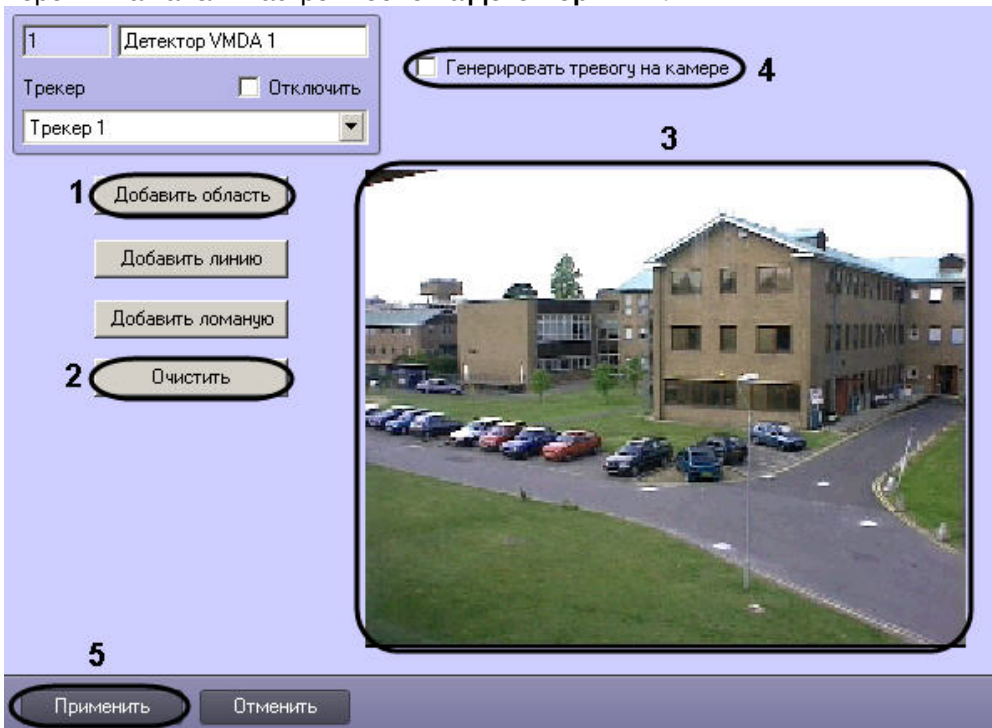 1 Детектор VMDA 1
Генерировать тревогу на камере 4
Трекер Отключить
Трекер 1
3
1 Добавить область
Добавить линию
Добавить ломаную
2 Очистить
5
Применить Отменить